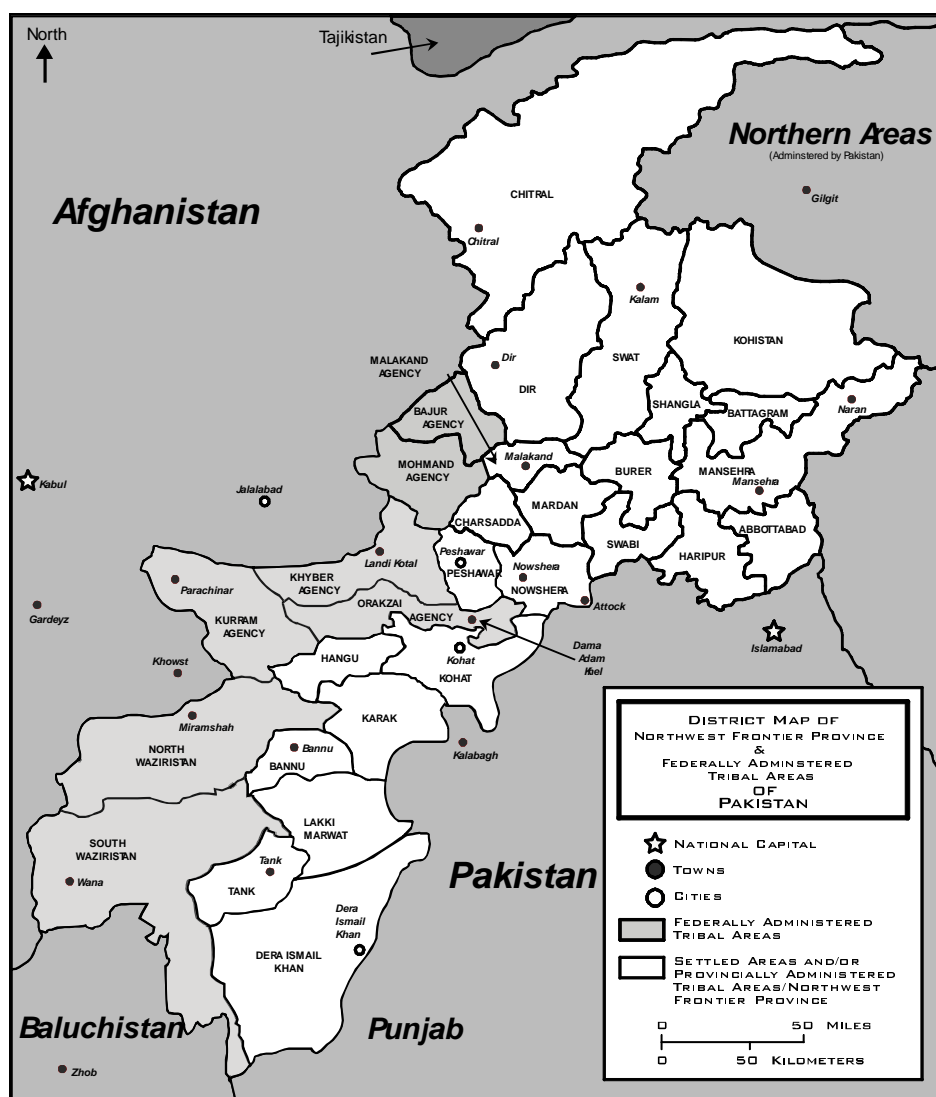 North
Tajikistan
Northern Areas
(Adminstered by Pakistan)
Gilgit
Afghanistan
CHITRAL
Chitral
Kalam
KOHISTAN
MALAKAND
AGENCY
Dir
DIR
SWAT
SHANGLA
BATTAGRAM
Naran
BAJUR
AGENCY
MOHMAND
AGENCY
Malakand
BURER
MANSEHRA
Mansehra
Kabul
Jalalabad
CHARSADDA
MARDAN
SWABI
HARIPUR
ABBOTTABAD
Landi Kotal
Peshawar
PESHAWAR
Nowshera
NOWSHERA
Attock
Parachinar
KHYBER
AGENCY
ORAKZAI
AGENCY
KURRAM
AGENCY
Gardeyz
Khowst
HANGU
Kohat
KOHAT
Dama
Adam
Khel
Islamabad
Miramshah
NORTH
WAZIRISTAN
KARAK
Bannu
BANNU
Kalabagh
LAKKI
MARWAT
SOUTH
WAZIRISTAN
Wana
Tank
TANK
Dera
Ismail
Khan
DERA ISMAIL
KHAN
Pakistan
Baluchistan
Punjab
Zhob
District Map of
Northwest Frontier Province
&
Federally Adminstered
Tribal Areas
of
Pakistan
National Capital
Towns
Cities
Federally Administered
Tribal Areas
Settled Areas and/or
Provincially Administered
Tribal Areas/Northwest
Frontier Province
0 50 Miles
0 50 Kilometers